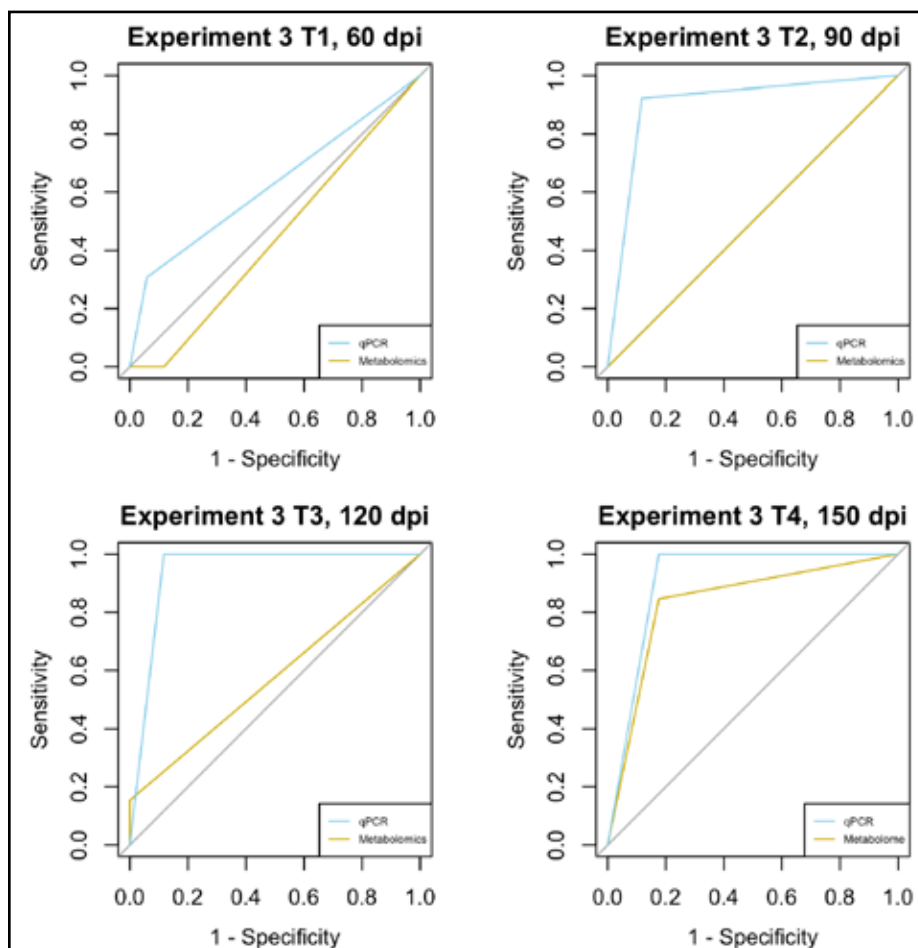 Experiment 3 T1, 60 dpi
Sensitivity
1.0
0.8
0.6
0.4
0.2
0.0
qPCR
Metabolomics
0.0 0.2 0.4 0.6 0.8 1.0
1 - Specificity
Experiment 3 T2, 90 dpi
Sensitivity
1.0
0.8
0.6
0.4
0.2
0.0
qPCR
Metabolomics
0.0 0.2 0.4 0.6 0.8 1.0
1 - Specificity
Experiment 3 T3, 120 dpi
Sensitivity
1.0
0.8
0.6
0.4
0.2
0.0
qPCR
Metabolomics
0.0 0.2 0.4 0.6 0.8 1.0
1 - Specificity
Experiment 3 T4, 150 dpi
Sensitivity
1.0
0.8
0.6
0.4
0.2
0.0
qPCR
Metabolome
0.0 0.2 0.4 0.6 0.8 1.0
1 - Specificity